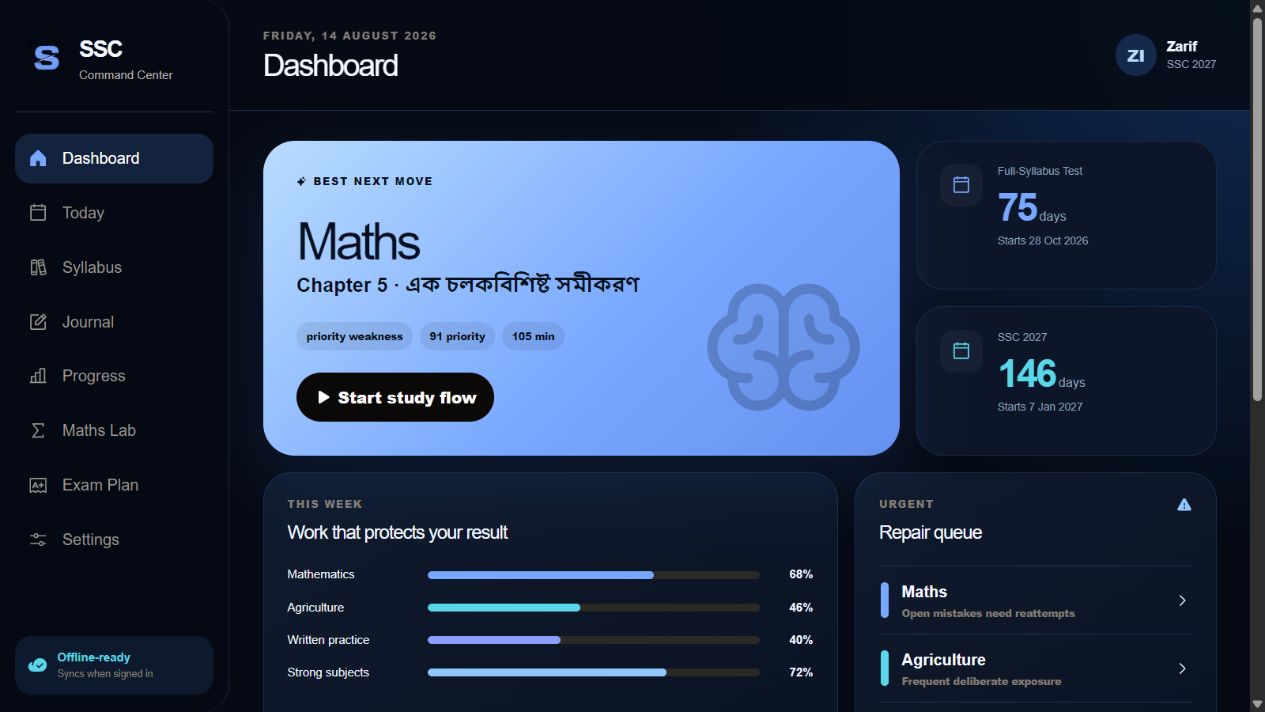 SSC
Command Center
Dashboard
Today
Syllabus
Journal
Progress
Maths Lab
Exam Plan
Settings
Offline-ready
Syncs when signed in
FRIDAY, 14 AUGUST 2026
Dashboard
ZI
Zarif
SSC 2027
BEST NEXT MOVE
Maths
Chapter 5 · এক চলকবিশিষ্ট সমীকরণ
priority weakness
91 priority
105 min
Start study flow
Full-Syllabus Test
75 days
Starts 28 Oct 2026
SSC 2027
146 days
Starts 7 Jan 2027
THIS WEEK
Work that protects your result
Mathematics 68%
Agriculture 46%
Written practice 40%
Strong subjects 72%
URGENT
Repair queue
Maths
Open mistakes need reattempts
Agriculture
Frequent deliberate exposure